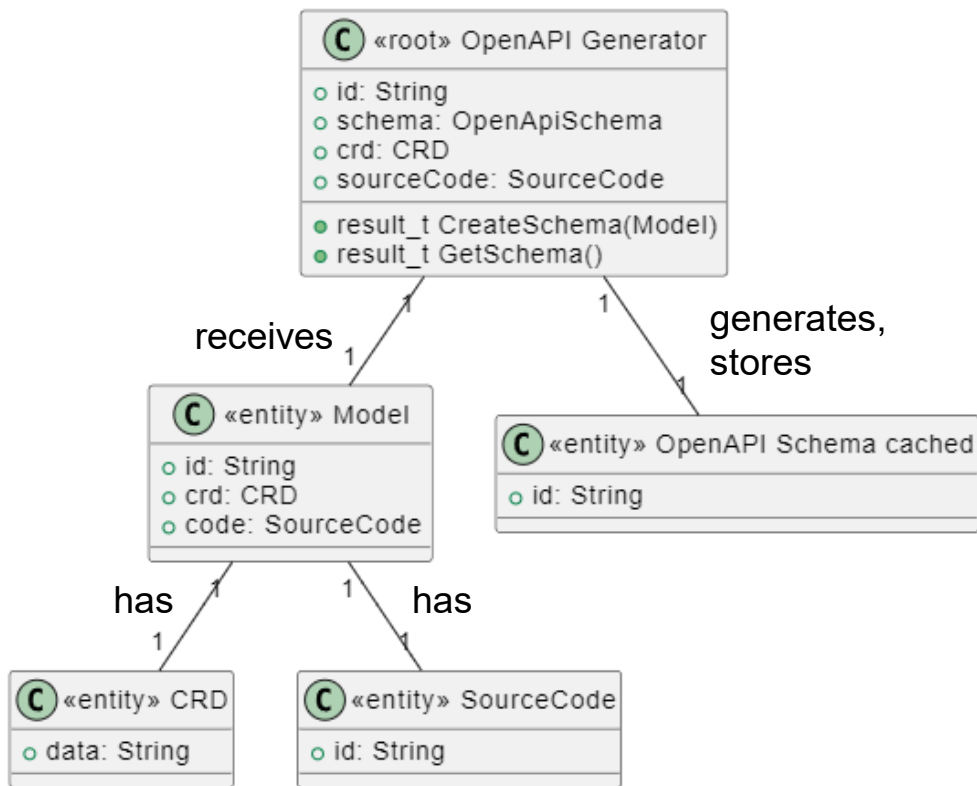 C «root» OpenAPI Generator
id: String
schema: OpenApiSchema
crd: CRD
sourceCode: SourceCode
result_t CreateSchema(Model)
result_t GetSchema()
1
1
receives
1
generates,
stores
1
C «entity» Model
id: String
crd: CRD
code: SourceCode
C «entity» OpenAPI Schema cached
id: String
1
1
has
has
1
1
C «entity» CRD
data: String
C «entity» SourceCode
id: String